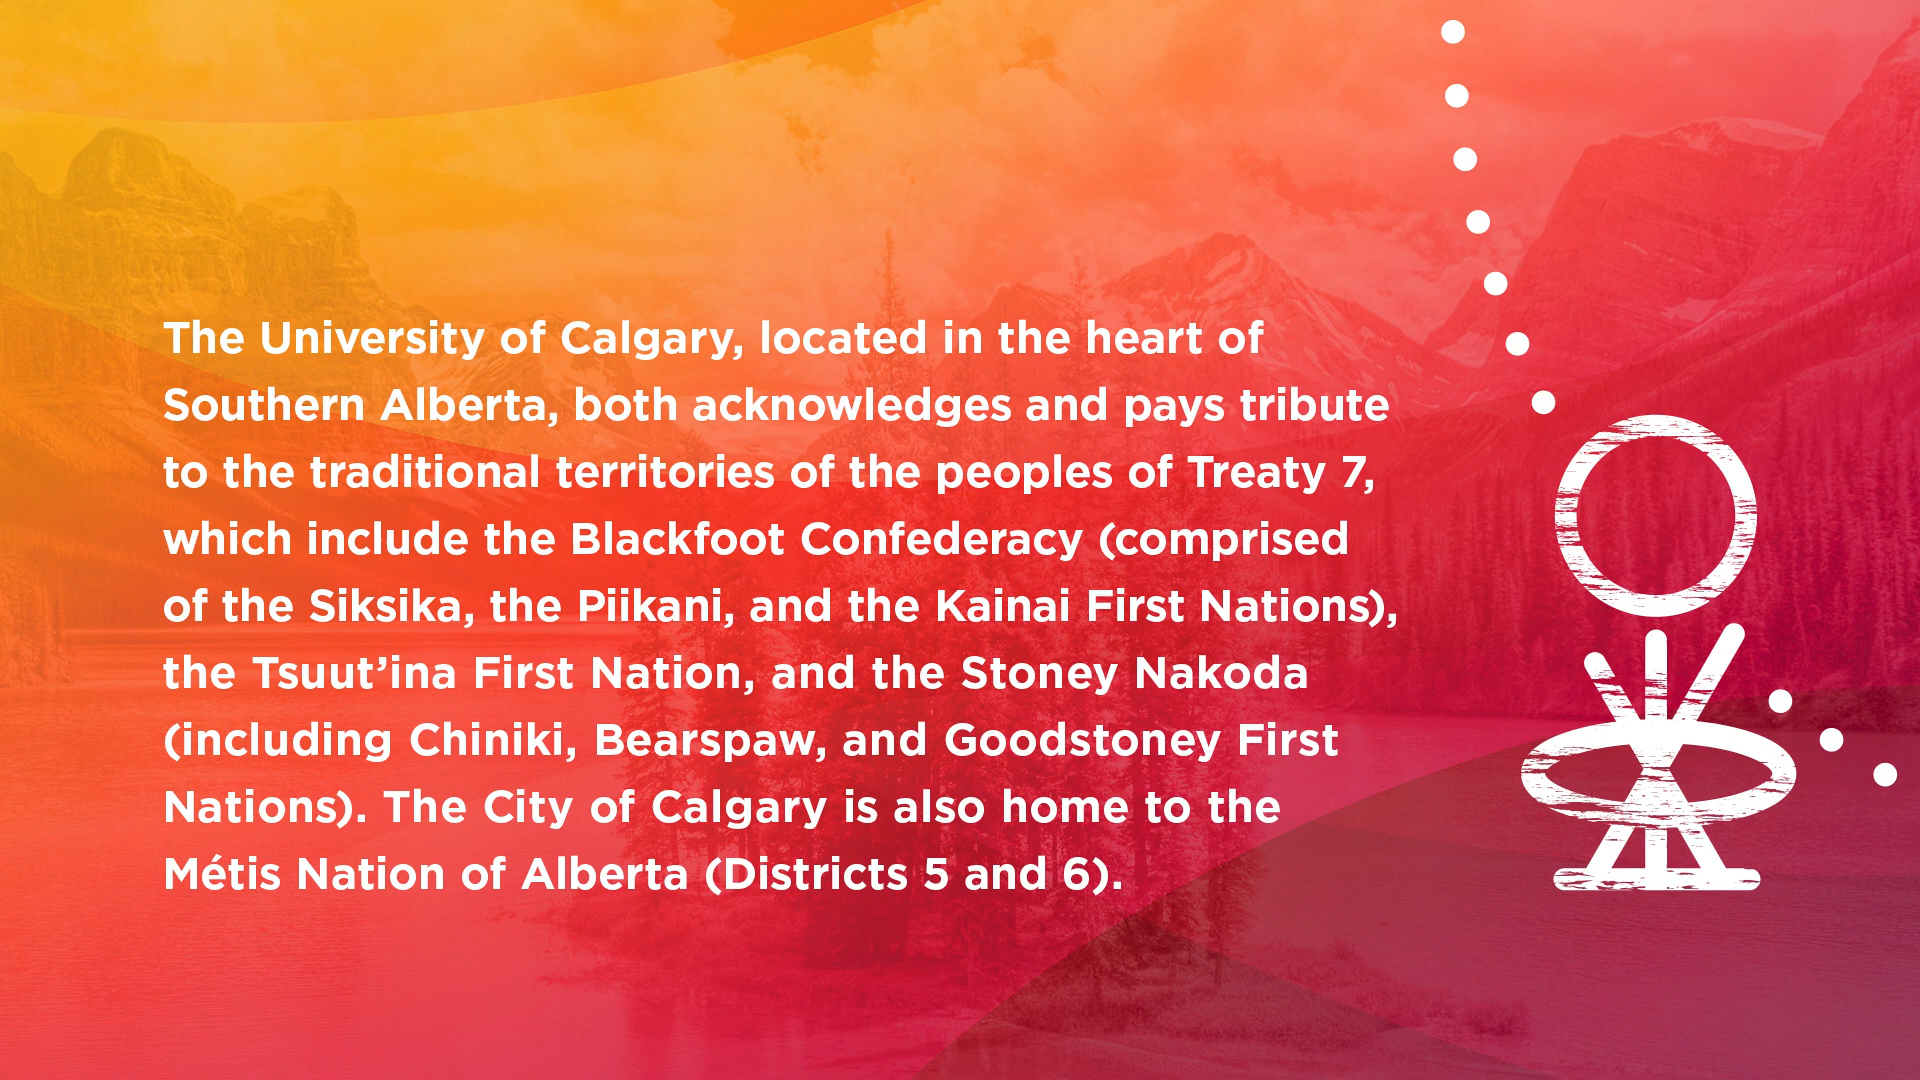 The University of Calgary, located in the heart of
Southern Alberta, both acknowledges and pays tribute
to the traditional territories of the peoples of Treaty 7,
which include the Blackfoot Confederacy (comprised
of the Siksika, the Piikani, and the Kainai First Nations),
the Tsuut’ina First Nation, and the Stoney Nakoda
(including Chiniki, Bearspaw, and Goodstoney First
Nations). The City of Calgary is also home to the
Métis Nation of Alberta (Districts 5 and 6).